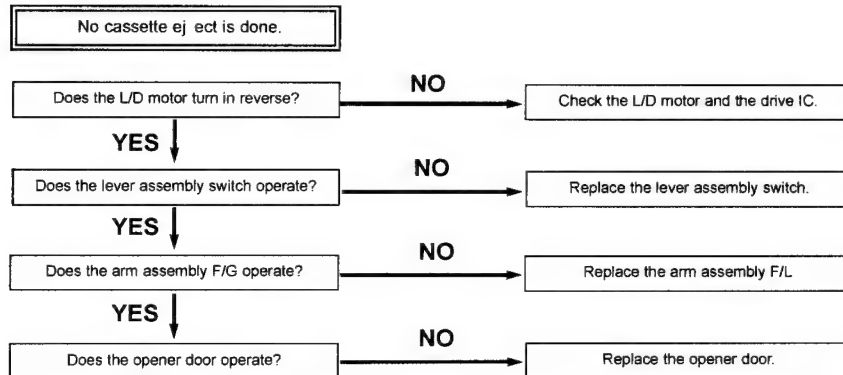 No cassette ej ect is done.
Does the L/D motor turn in reverse?
NO
Check the L/D motor and the drive IC.
YES
Does the lever assembly switch operate?
NO
Replace the lever assembly switch.
YES
Does the arm assembly F/G operate?
NO
Replace the arm assembly F/L
YES
Does the opener door operate?
NO
Replace the opener door.